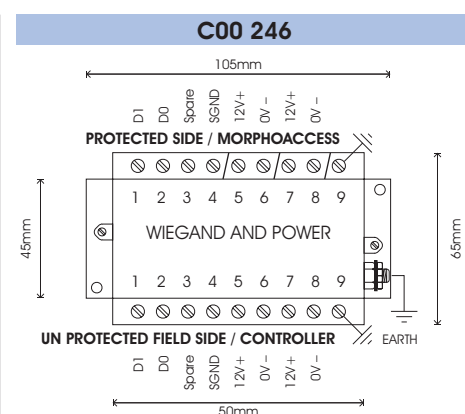 C00 246
105mm
D1 D0 Spare SGND 12V+ 0V – 12V+ 0V –
PROTECTED SIDE / MORPHOACCESS
1 2 3 4 5 6 7 8 9
45mm
WIEGAND AND POWER
65mm
1 2 3 4 5 6 7 8 9
UN PROTECTED FIELD SIDE / CONTROLLER
EARTH
D1 D0 Spare SGND 12V+ 0V – 12V+ 0V –
50mm